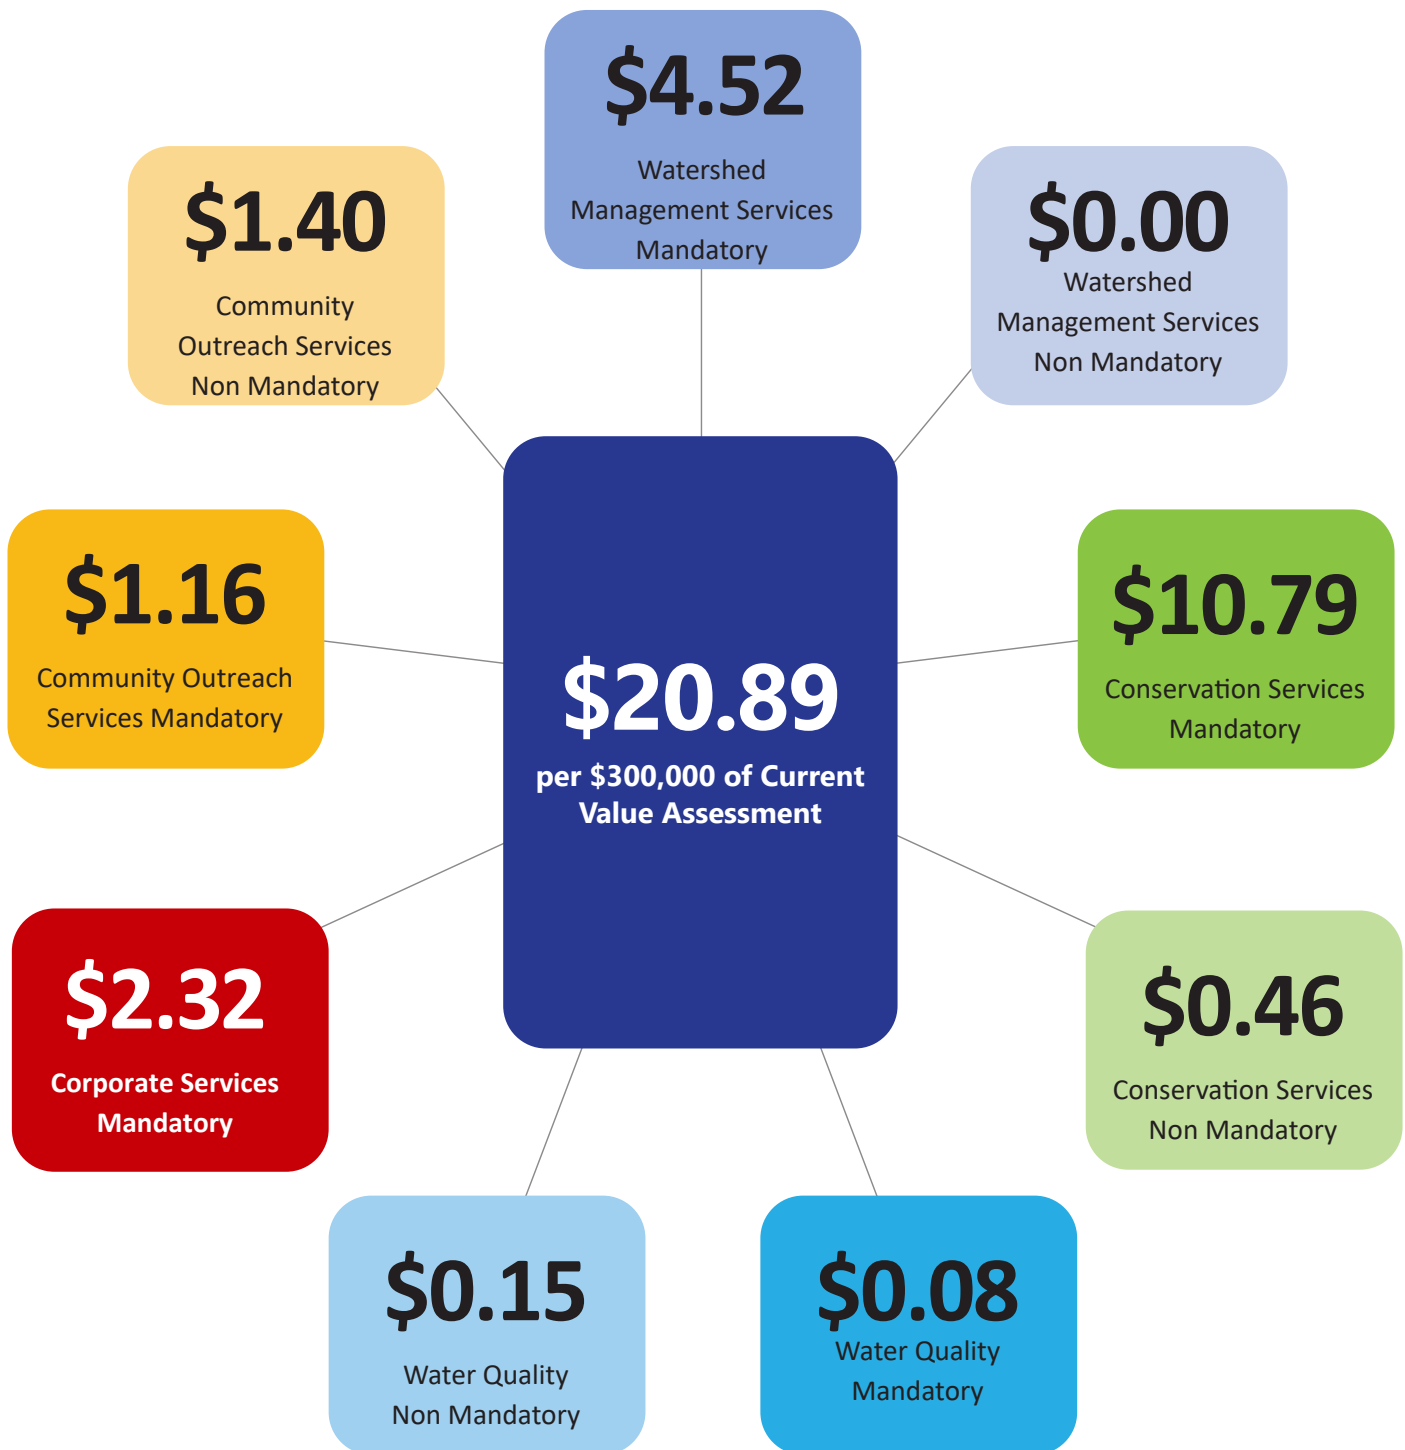 $4.52
Watershed
Management Services
Mandatory
$1.40
Community
Outreach Services
Non Mandatory
$0.00
Watershed
Management Services
Non Mandatory
$1.16
Community Outreach
Services Mandatory
$10.79
Conservation Services
Mandatory
$20.89
per $300,000 of Current
Value Assessment
$2.32
Corporate Services
Mandatory
$0.46
Conservation Services
Non Mandatory
$0.15
Water Quality
Non Mandatory
$0.08
Water Quality
Mandatory